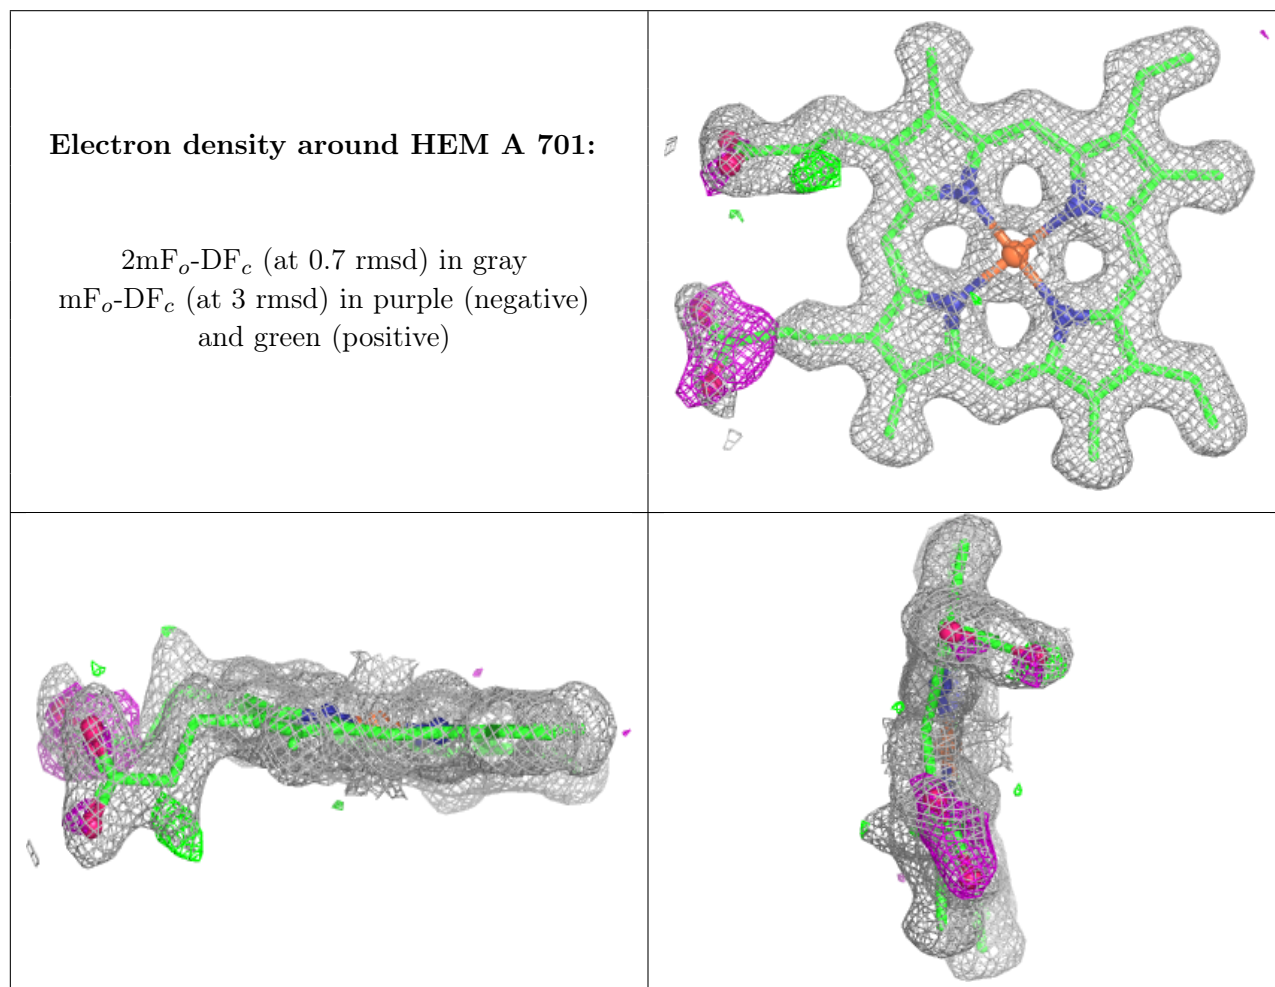 Electron density around HEM A 701:
2mFo-DFc (at 0.7 rmsd) in gray
mFo-DFc (at 3 rmsd) in purple (negative)
and green (positive)